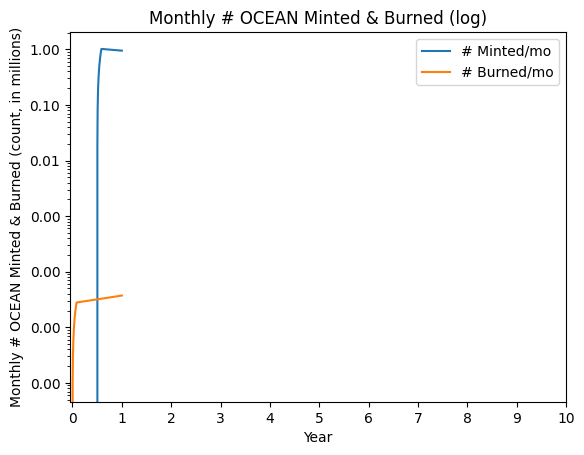 Monthly # OCEAN Minted & Burned (log)
Monthly # OCEAN Minted & Burned (count, in millions)
1.00
0.10
0.01
0.00
0.00
0.00
0.00
# Minted/mo
# Burned/mo
0 1 2 3 4 5 6 7 8 9 10
Year